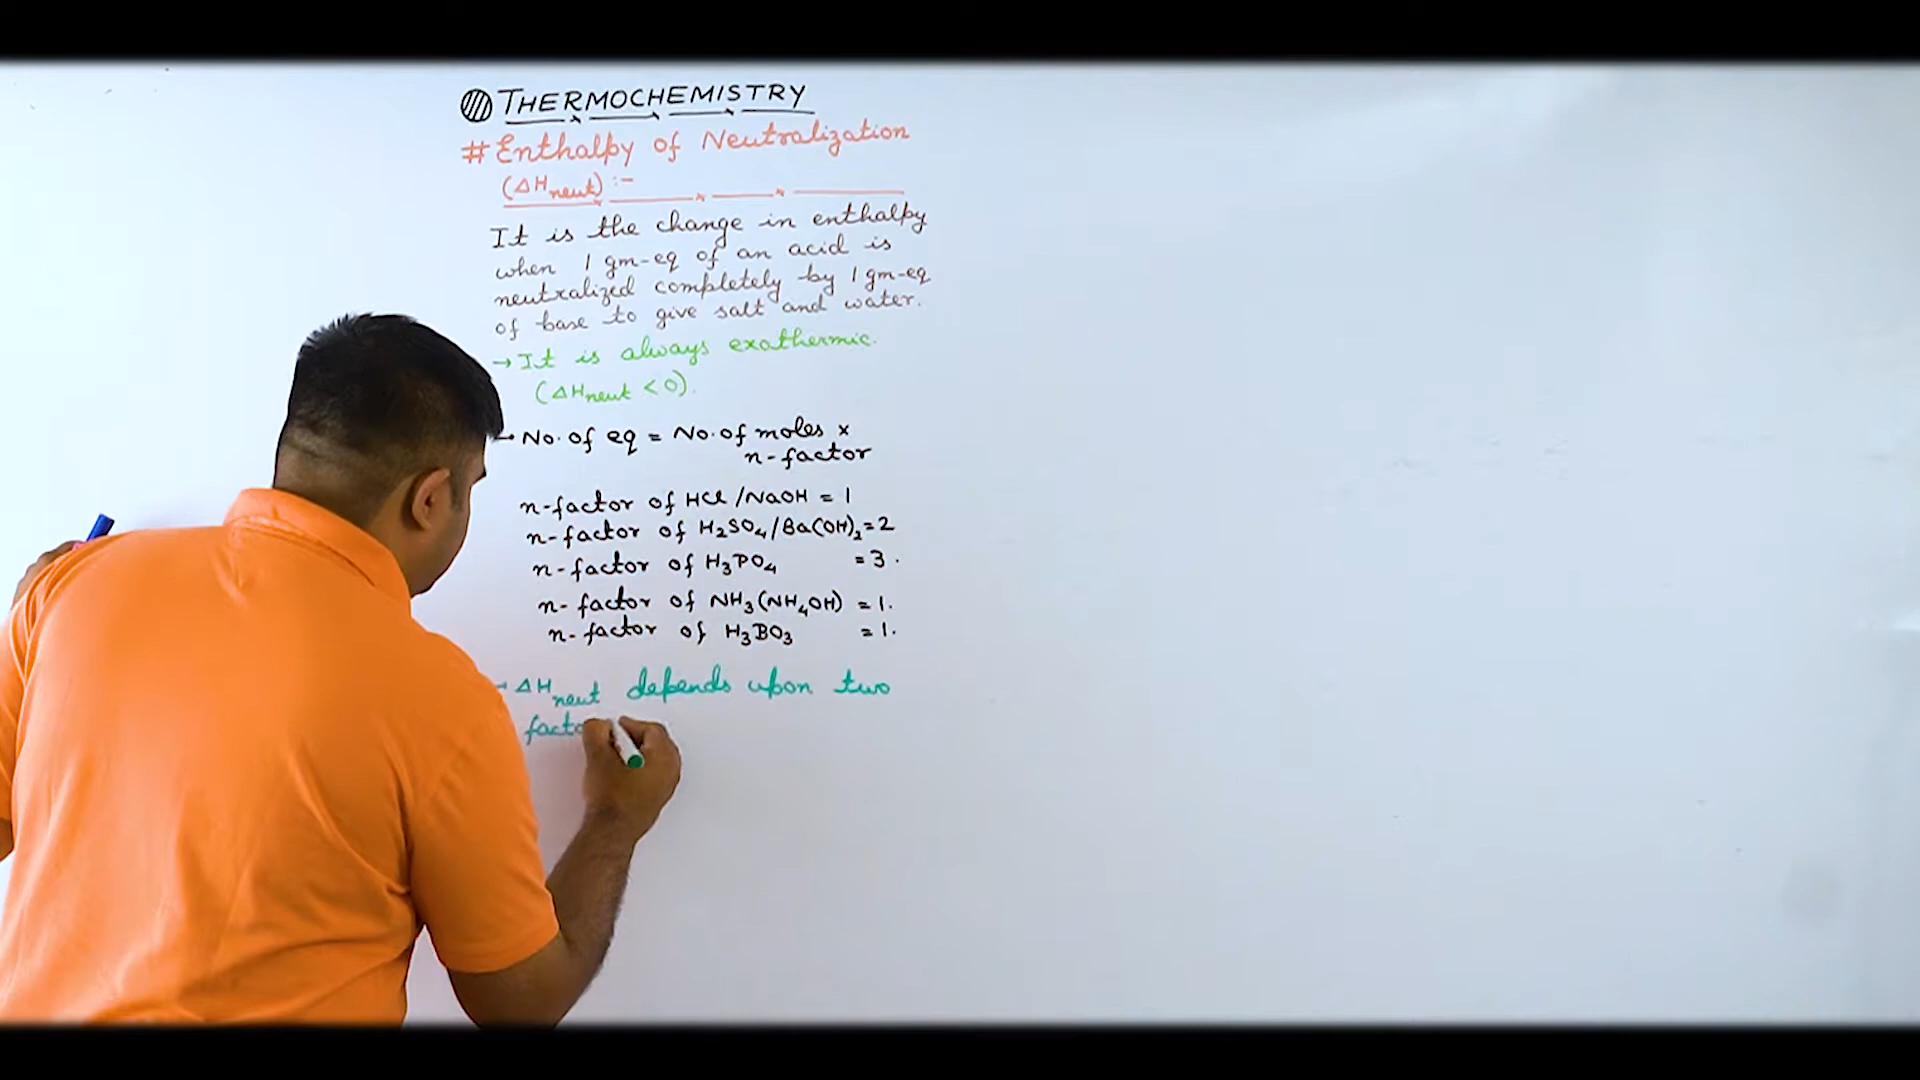 THERMOCHEMISTRY
# Enthalpy of Neutralization
(ΔHneut) :-
It is the change in enthalpy
when 1 gm-eq of an acid is
neutralized completely by 1 gm-eq
of base to give salt and water.
→ It is always exothermic.
(ΔHneut < 0).
→ No. of eq = No. of moles ×
n-factor
n-factor of HCl/NaOH = 1
n-factor of H₂SO₄/Ba(OH)₂ = 2
n-factor of H₃PO₄ = 3.
n-factor of NH₃(NH₄OH) = 1.
n-factor of H₃BO₃ = 1.
→ ΔHneut depends upon two
facto